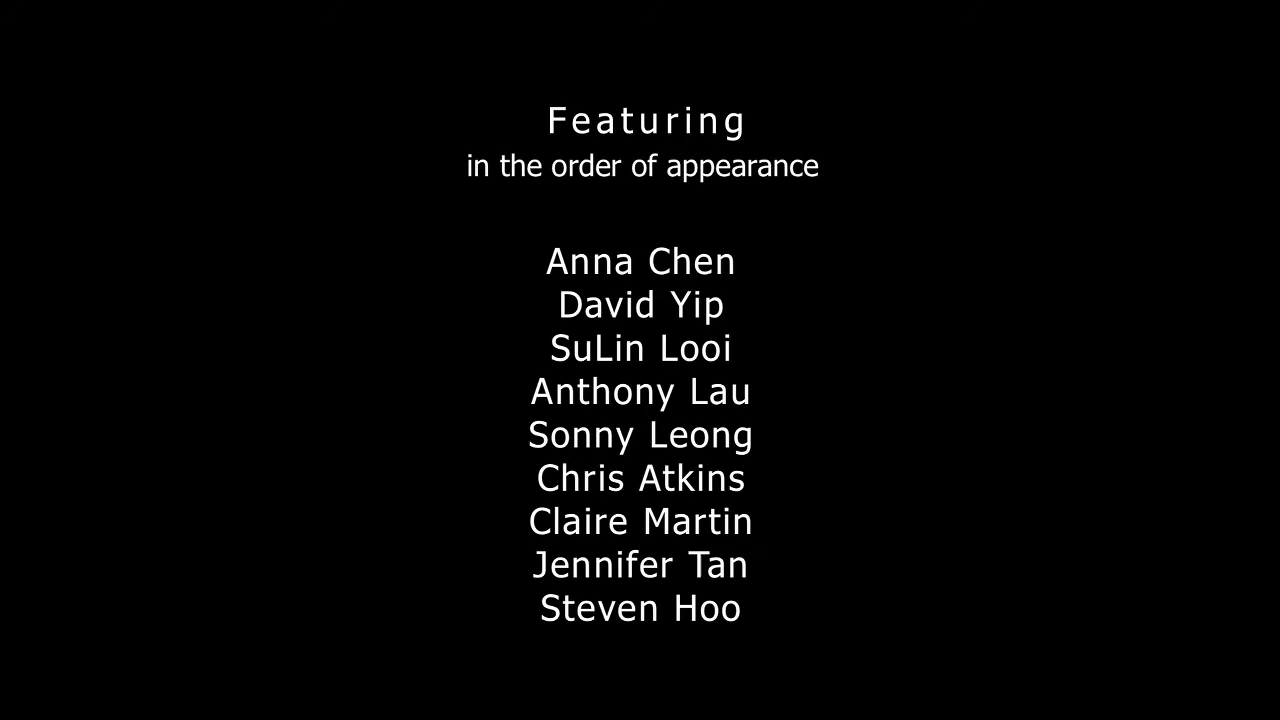 Featuring
in the order of appearance
Anna Chen
David Yip
SuLin Looi
Anthony Lau
Sonny Leong
Chris Atkins
Claire Martin
Jennifer Tan
Steven Hoo